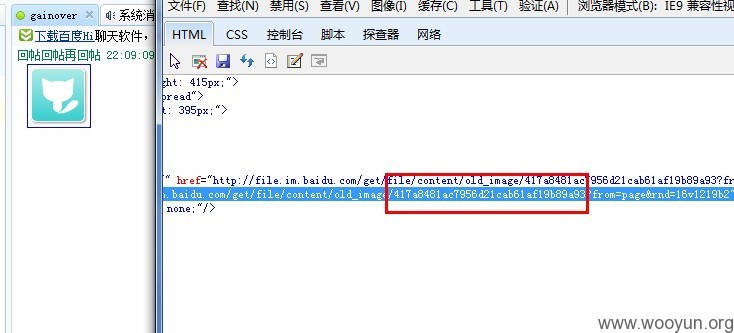 文件(F) 查找(N) 禁用(S) 查看(V) 图像(I) 缓存(C) 工具(T) 验证(A) 浏览器模式(B): IE9 兼容性视
gainover × 系统消
HTML CSS 控制台 脚本 探查器 网络
下载百度Hi聊天软件,
回帖回帖再回帖 22:09:09
ght: 415px;">
pread">
t: 395px;">
" href="http://file.im.baidu.com/get/file/content/old_image/417a8481ac7956d21cab61af19b89a93?fr
m.baidu.com/get/file/content/old_image/417a8481ac7956d21cab61af19b89a93?from=page&rnd=16v1219b2"
none;"/>
www.wooyun.org